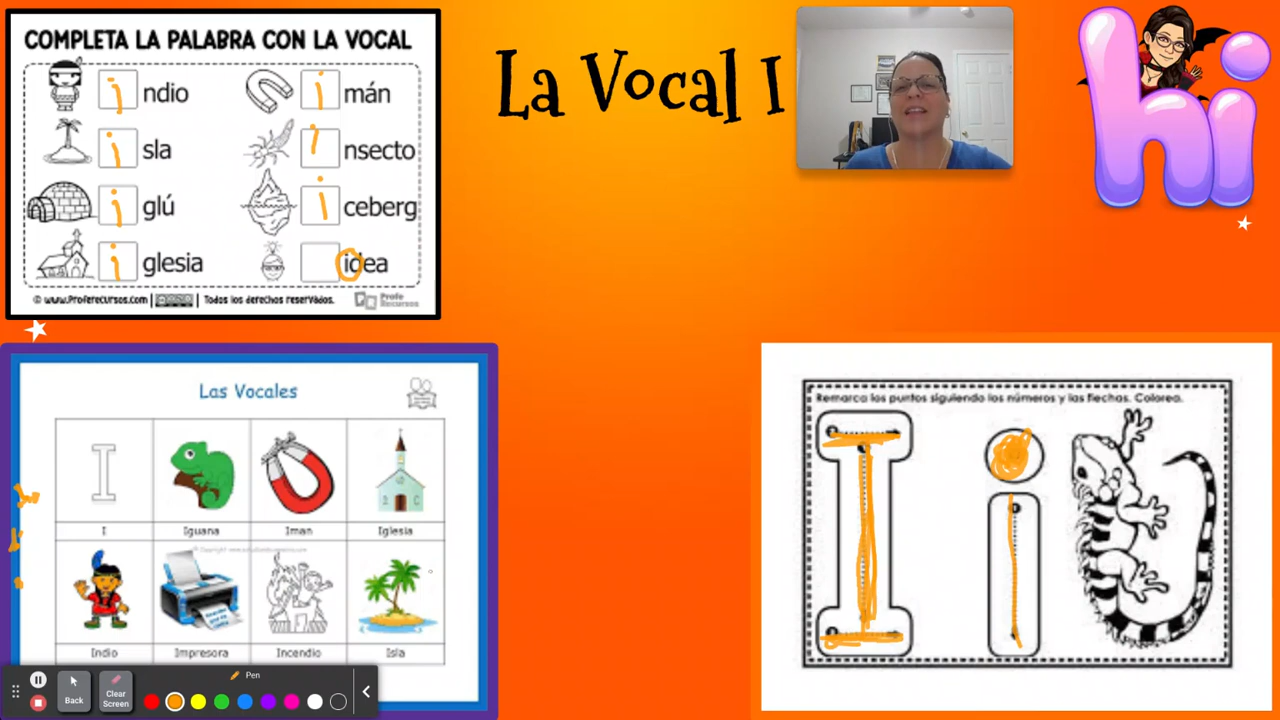 COMPLETA LA PALABRA CON LA VOCAL
i ndio
i mán
i sla
i nsecto
i glú
i ceberg
i glesia
idea
© www.Proferecursos.com
Todos los derechos reservados.
Profe
Recursos
La Vocal I
hi
Las Vocales
I
I
Iguana
Iman
Iglesia
Indio
Impresora
Incendio
Isla
Remarca los puntos siguiendo los números y las flechas. Colorea.
I i
Back
Clear
Screen
Pen